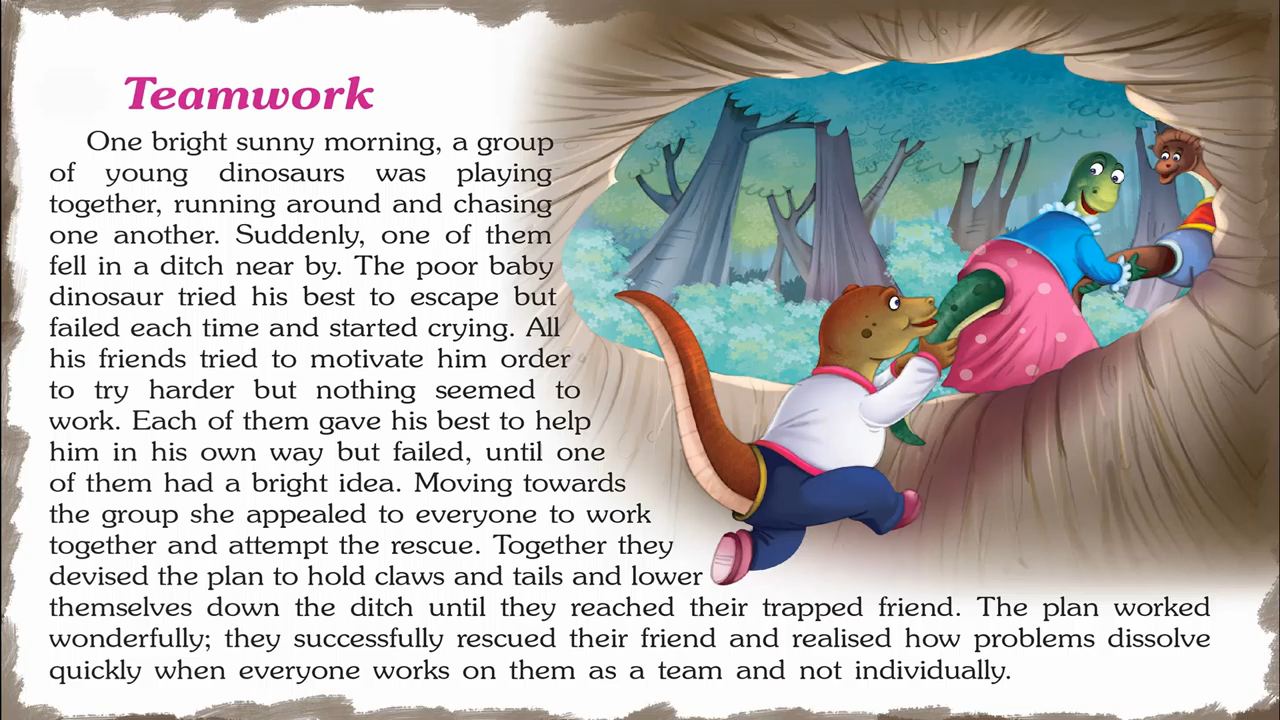 Teamwork
One bright sunny morning, a group
of young dinosaurs was playing
together, running around and chasing
one another. Suddenly, one of them
fell in a ditch near by. The poor baby
dinosaur tried his best to escape but
failed each time and started crying. All
his friends tried to motivate him order
to try harder but nothing seemed to
work. Each of them gave his best to help
him in his own way but failed, until one
of them had a bright idea. Moving towards
the group she appealed to everyone to work
together and attempt the rescue. Together they
devised the plan to hold claws and tails and lower
themselves down the ditch until they reached their trapped friend. The plan worked
wonderfully; they successfully rescued their friend and realised how problems dissolve
quickly when everyone works on them as a team and not individually.